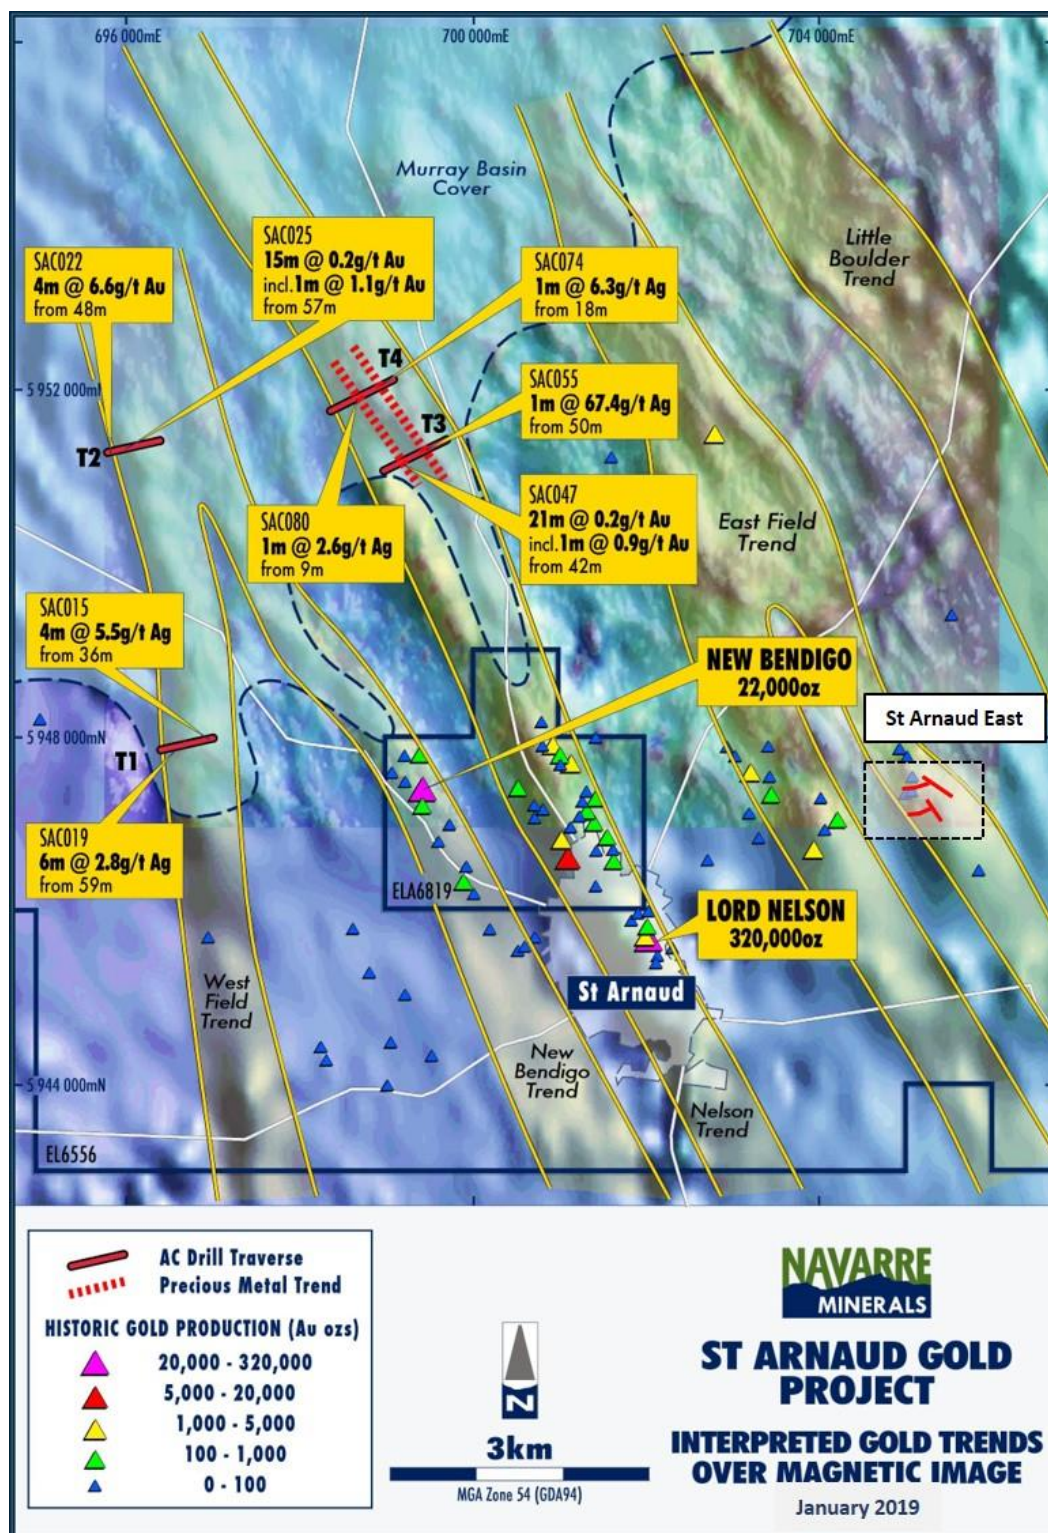 696 000mE
700 000mE
704 000mE
Murray Basin
Cover
Little
Boulder
Trend
SAC022
4m @ 6.6g/t Au
from 48m
SAC025
15m @ 0.2g/t Au
incl.1m @ 1.1g/t Au
from 57m
SAC074
1m @ 6.3g/t Ag
from 18m
T4
5 952 000mN
SAC055
1m @ 67.4g/t Ag
from 50m
T3
T2
SAC080
1m @ 2.6g/t Ag
from 9m
SAC047
21m @ 0.2g/t Au
incl.1m @ 0.9g/t Au
from 42m
East Field
Trend
SAC015
4m @ 5.5g/t Ag
from 36m
NEW BENDIGO
22,000oz
St Arnaud East
5 948 000mN
T1
SAC019
6m @ 2.8g/t Ag
from 59m
ELA6819
LORD NELSON
320,000oz
West
Field
Trend
St Arnaud
New
Bendigo
Trend
5 944 000mN
Nelson
Trend
EL6556
AC Drill Traverse
Precious Metal Trend
HISTORIC GOLD PRODUCTION (Au ozs)
20,000 - 320,000
5,000 - 20,000
1,000 - 5,000
100 - 1,000
0 - 100
N
3km
MGA Zone 54 (GDA94)
NAVARRE
MINERALS
ST ARNAUD GOLD
PROJECT
INTERPRETED GOLD TRENDS
OVER MAGNETIC IMAGE
January 2019